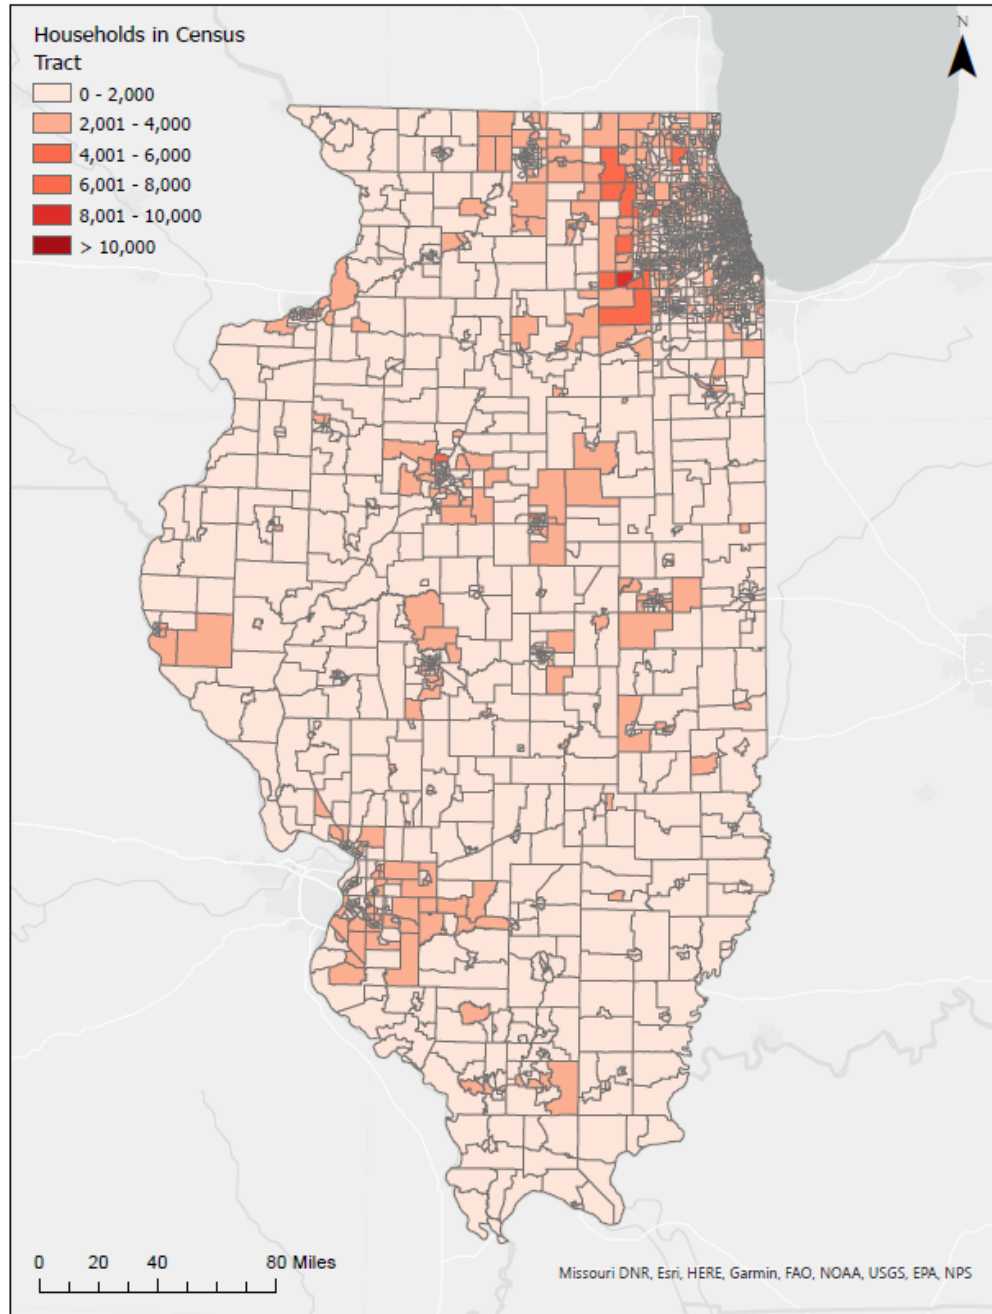 Households in Census
Tract
0 - 2,000
2,001 - 4,000
4,001 - 6,000
6,001 - 8,000
8,001 - 10,000
> 10,000
N
0 20 40 80 Miles
Missouri DNR, Esri, HERE, Garmin, FAO, NOAA, USGS, EPA, NPS